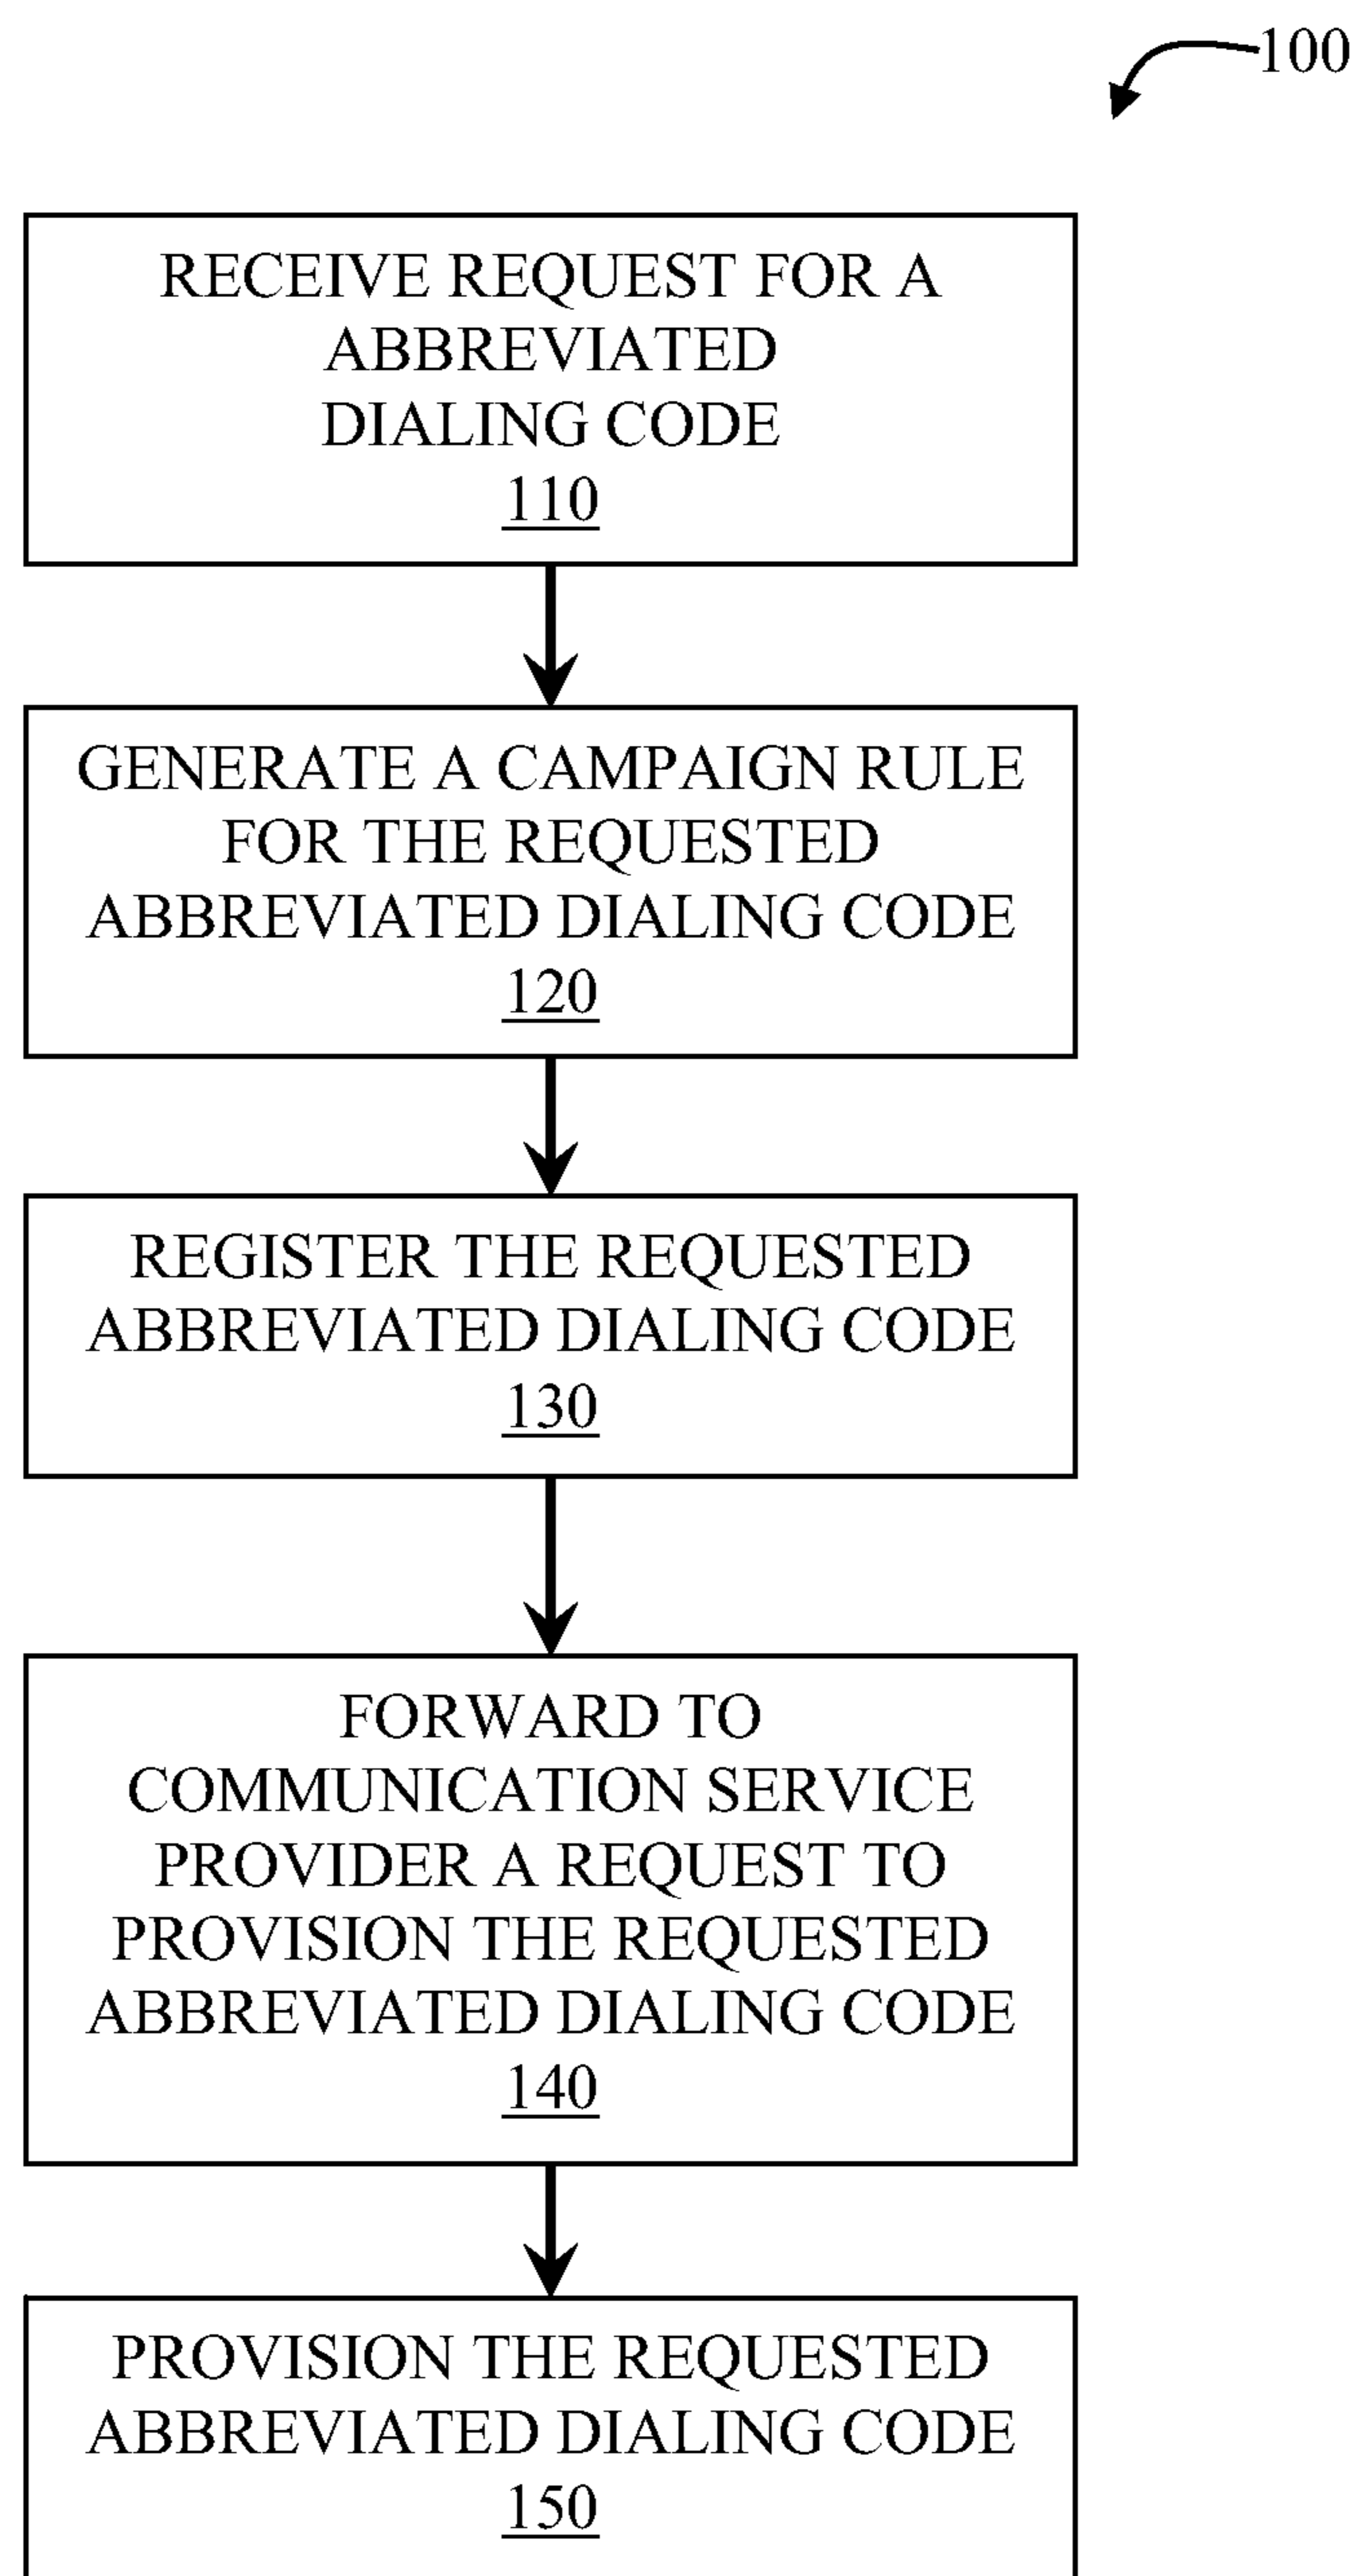 100
RECEIVE REQUEST FOR A
ABBREVIATED
DIALING CODE
110
GENERATE A CAMPAIGN RULE
FOR THE REQUESTED
ABBREVIATED DIALING CODE
120
REGISTER THE REQUESTED
ABBREVIATED DIALING CODE
130
FORWARD TO
COMMUNICATION SERVICE
PROVIDER A REQUEST TO
PROVISION THE REQUESTED
ABBREVIATED DIALING CODE
140
PROVISION THE REQUESTED
ABBREVIATED DIALING CODE
150